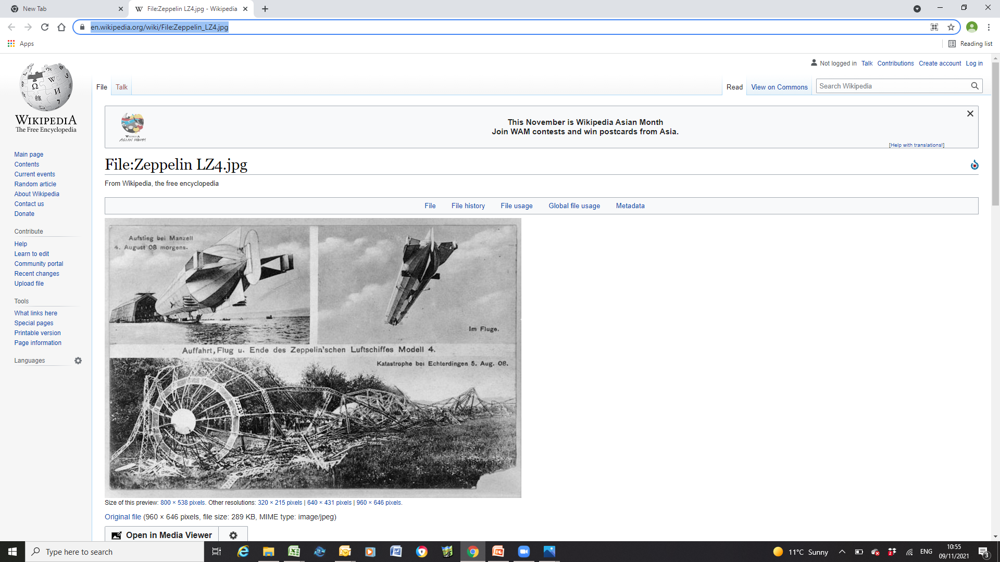 New Tab
File:Zeppelin LZ4.jpg - Wikipedia
en.wikipedia.org/wiki/File:Zeppelin_LZ4.jpg
Apps
Reading list
Not logged in Talk Contributions Create account Log in
File Talk
Read View on Commons Search Wikipedia
WIKIPEDIA
The Free Encyclopedia
Main page
Contents
Current events
Random article
About Wikipedia
Contact us
Donate
Contribute
Help
Learn to edit
Community portal
Recent changes
Upload file
Tools
What links here
Special pages
Printable version
Page information
Languages
WIKIPEDIA
ASIAN MONTH
This November is Wikipedia Asian Month
Join WAM contests and win postcards from Asia.
[Help with translations!]
File:Zeppelin LZ4.jpg
From Wikipedia, the free encyclopedia
File File history File usage Global file usage Metadata
Aufstieg bei Manzell
4. August 08 morgens.
Im Fluge.
Auffahrt, Flug u. Ende des Zeppelin'schen Luftschiffes Modell 4.
Katastrophe bei Echterdingen 5. Aug. 08.
Size of this preview: 800 × 538 pixels. Other resolutions: 320 × 215 pixels | 640 × 431 pixels | 960 × 646 pixels.
Original file (960 × 646 pixels, file size: 289 KB, MIME type: image/jpeg)
Open in Media Viewer
Type here to search
11°C Sunny
ENG
10:55
09/11/2021
3